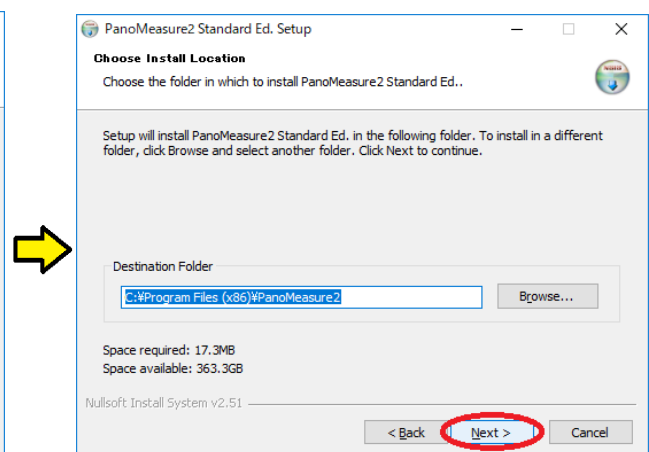 PanoMeasure2 Standard Ed. Setup
Choose Install Location
Choose the folder in which to install PanoMeasure2 Standard Ed..
Setup will install PanoMeasure2 Standard Ed. in the following folder. To install in a different
folder, click Browse and select another folder. Click Next to continue.
Destination Folder
C:¥Program Files (x86)¥PanoMeasure2
Browse...
Space required: 17.3MB
Space available: 363.3GB
Nullsoft Install System v2.51
< Back Next > Cancel